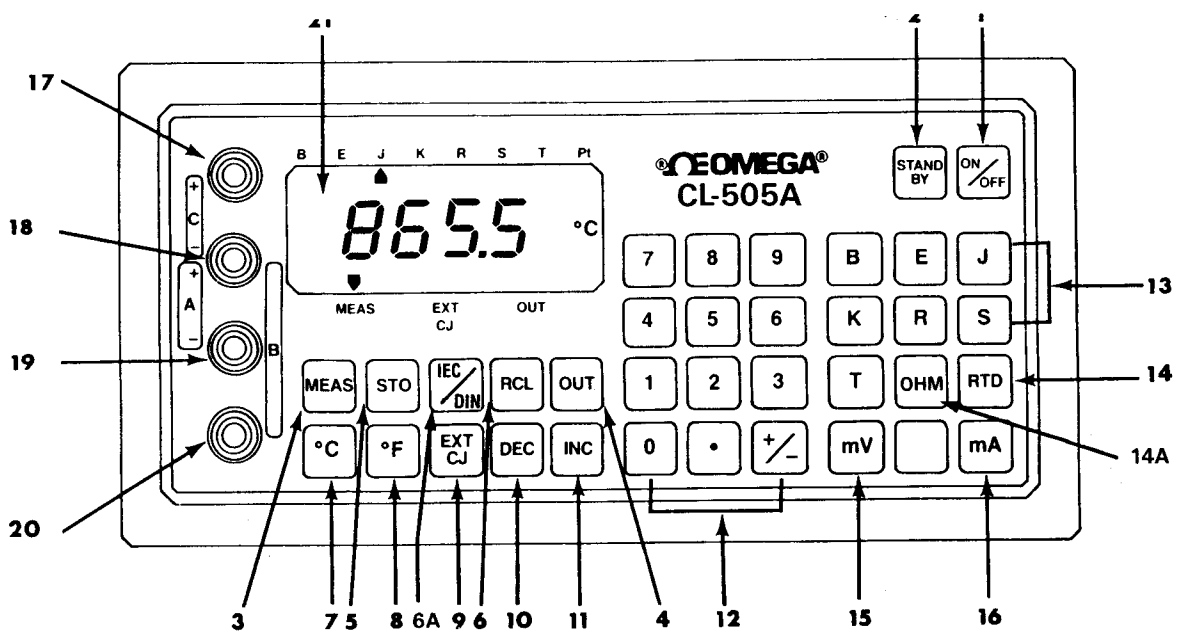 21 2 1
17
B E J K R S T Pt
®OMEGA®
CL-505A
STAND BY
ON/OFF
+ C −
18
865.5 °C
7 8 9 B E J
13
+ A −
MEAS EXT CJ OUT
4 5 6 K R S
B
19
MEAS STO IEC/DIN RCL OUT
1 2 3 T OHM RTD
14
°C °F EXT CJ DEC INC
0 • +/− mV mA
14A
20
3 7 5 8 6A 9 6 10 11 4 12 15 16